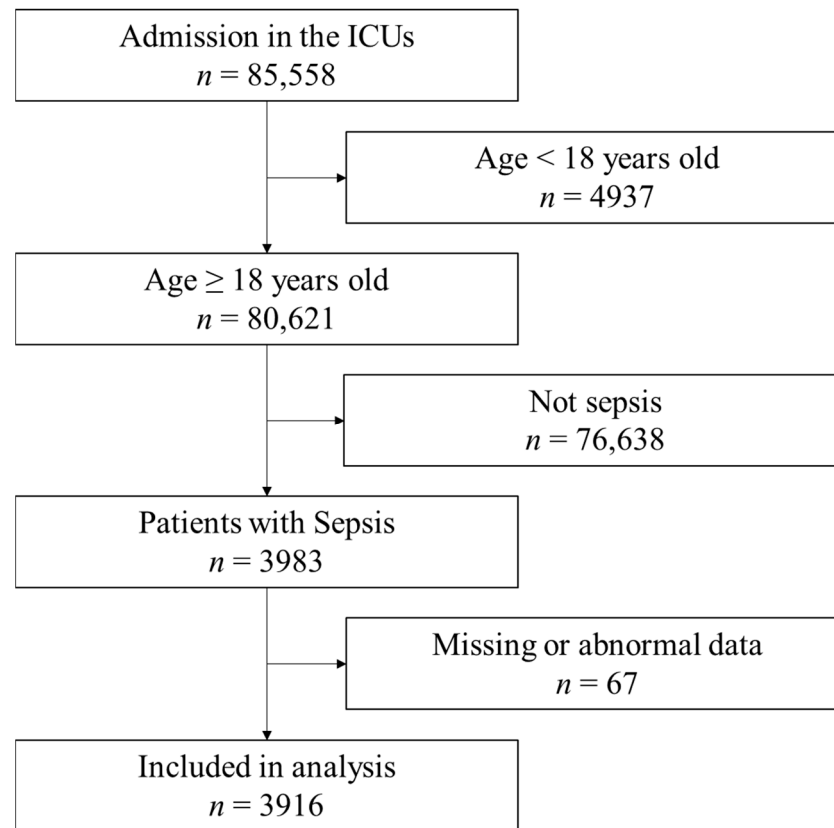 Admission in the ICUs
n = 85,558
Age < 18 years old
n = 4937
Age ≥ 18 years old
n = 80,621
Not sepsis
n = 76,638
Patients with Sepsis
n = 3983
Missing or abnormal data
n = 67
Included in analysis
n = 3916